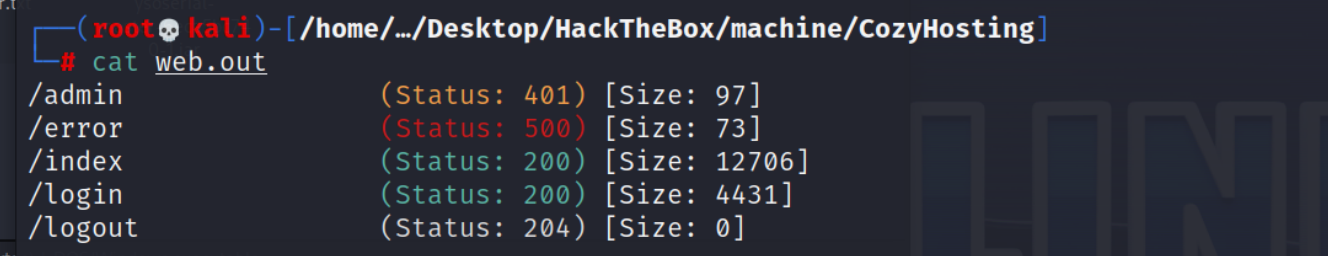 (root💀kali)-[/home/…/Desktop/HackTheBox/machine/CozyHosting]
# cat web.out
/admin (Status: 401) [Size: 97]
/error (Status: 500) [Size: 73]
/index (Status: 200) [Size: 12706]
/login (Status: 200) [Size: 4431]
/logout (Status: 204) [Size: 0]